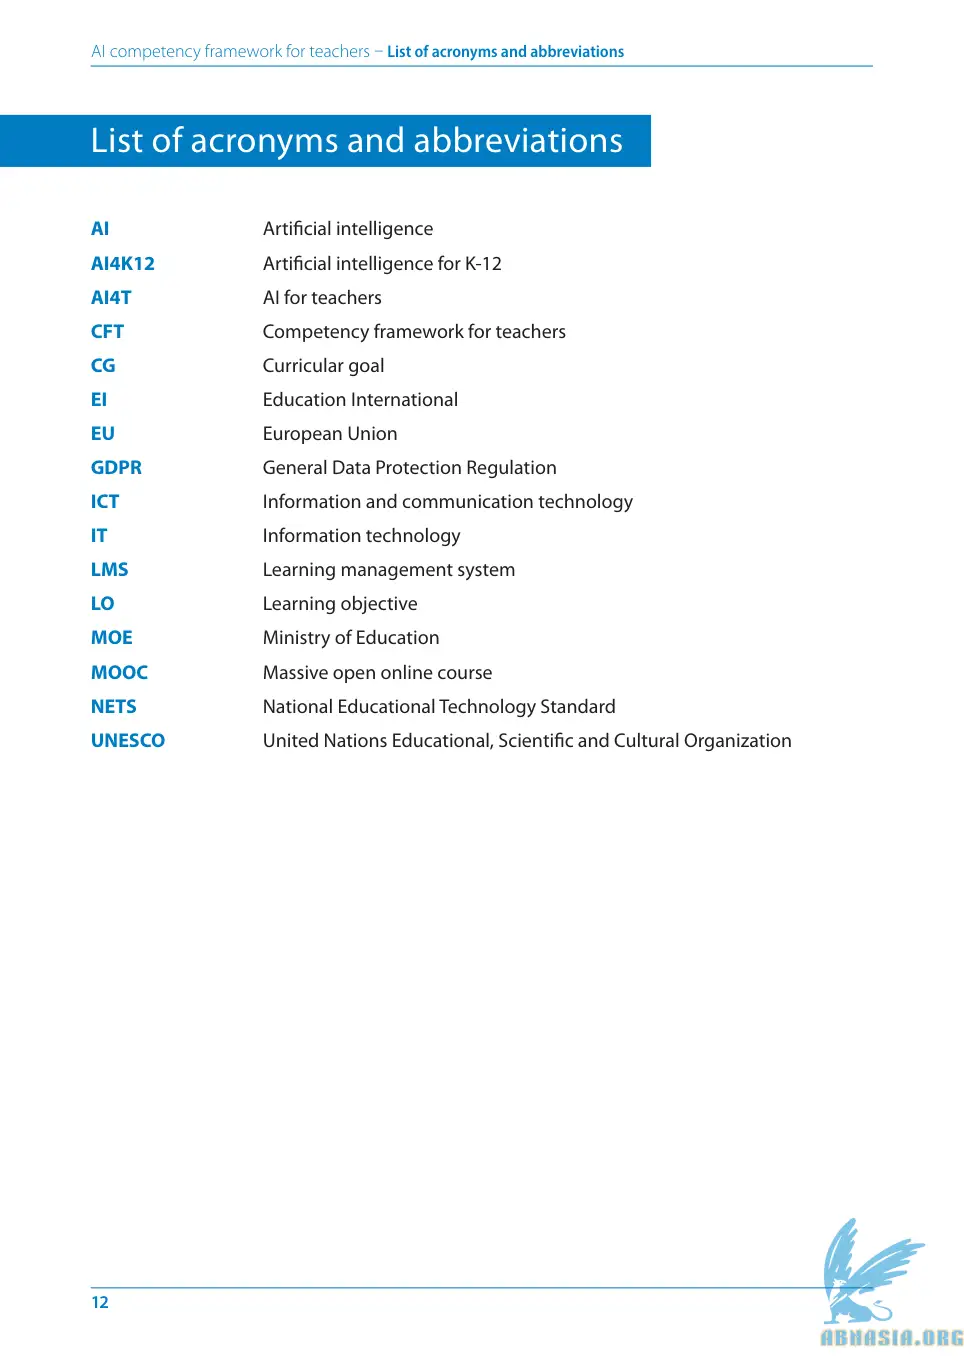 AI competency framework for teachers – List of acronyms and abbreviations
List of acronyms and abbreviations
AI Artificial intelligence
AI4K12 Artificial intelligence for K-12
AI4T AI for teachers
CFT Competency framework for teachers
CG Curricular goal
EI Education International
EU European Union
GDPR General Data Protection Regulation
ICT Information and communication technology
IT Information technology
LMS Learning management system
LO Learning objective
MOE Ministry of Education
MOOC Massive open online course
NETS National Educational Technology Standard
UNESCO United Nations Educational, Scientific and Cultural Organization
12
ABNASIA.ORG